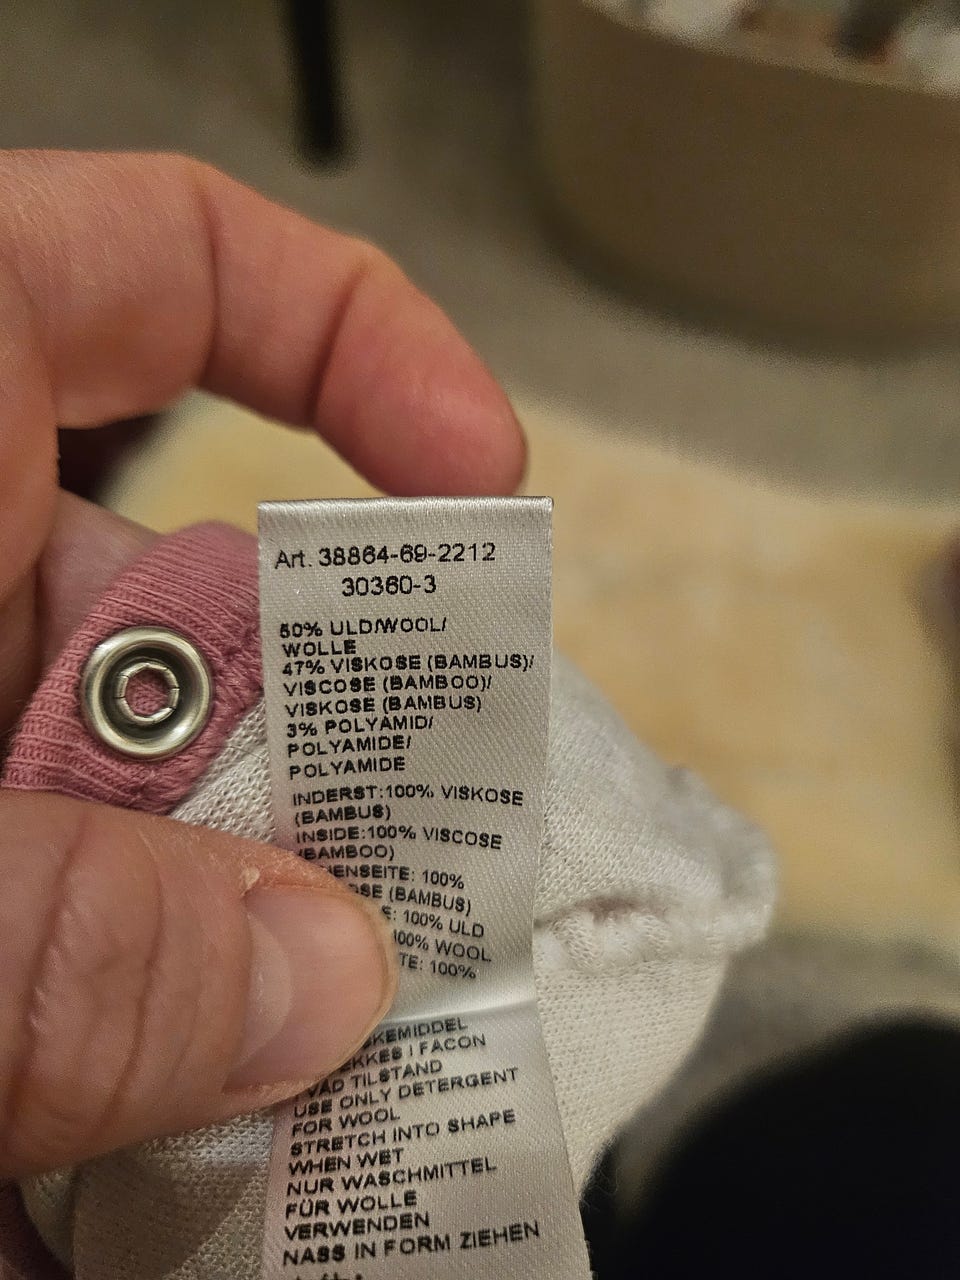 Art. 38864-69-2212
30360-3
50% ULD/WOOL/
WOLLE
47% VISKOSE (BAMBUS)/
VISCOSE (BAMBOO)/
VISKOSE (BAMBUS)
3% POLYAMID/
POLYAMIDE/
POLYAMIDE
INDERST:100% VISKOSE
(BAMBUS)
INSIDE:100% VISCOSE
(BAMBOO)
100%
(BAMBUS)
100% ULD
100% WOOL
100%
I FACON
TILSTAND
USE ONLY DETERGENT
FOR WOOL
STRETCH INTO SHAPE
WHEN WET
NUR WASCHMITTEL
FÜR WOLLE
VERWENDEN
NASS IN FORM ZIEHEN